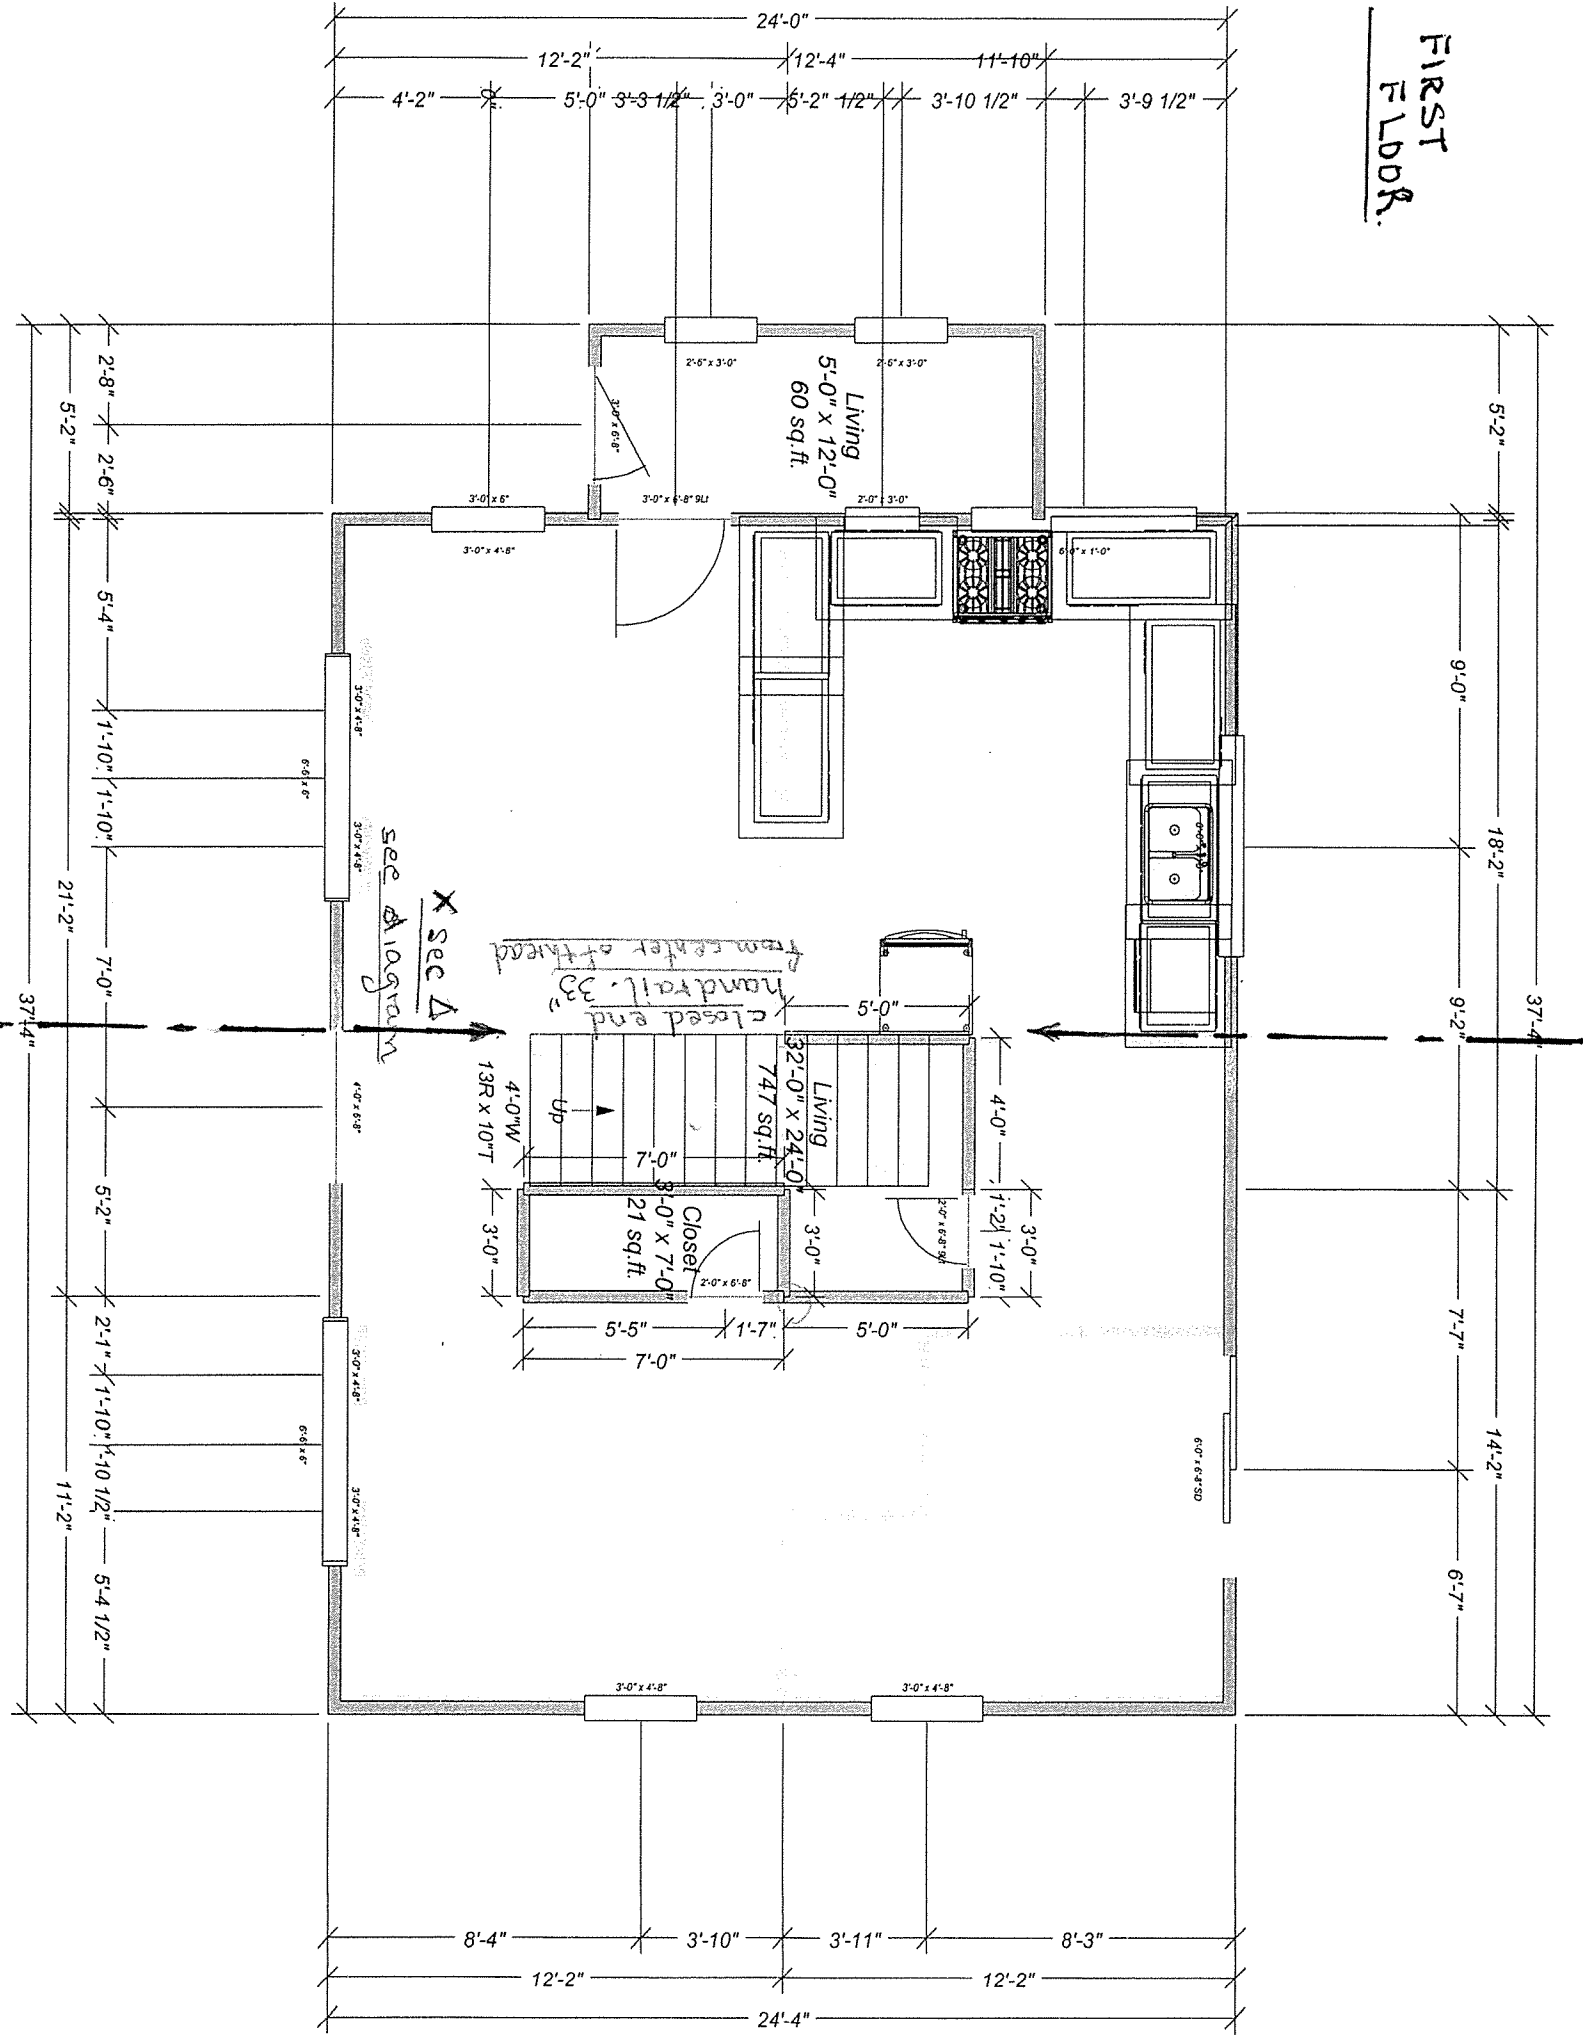 FIRST
FLOOR.
24'-0"
12'-2"
12'-4"
11'-10"
4'-2"
5'-0"
3'-3 1/2"
3'-0"
5'-2" 1/2"
3'-10 1/2"
3'-9 1/2"
2'-6" x 3'-0"
2'-6" x 3'-0"
Living
5'-0" x 12'-0"
60 sq.ft.
3'-0" x 6'-8"
3'-0" x 6"
3'-0" x 6'-8" 9Lt
2'-0" x 3'-0"
3'-0" x 4'-8"
6'-0" x 1'-0"
2'-8"
2'-6"
5'-4"
1'-10"
1'-10"
7'-0"
5'-2"
2'-1"
1'-10"
1'-10 1/2"
5'-4 1/2"
5'-2"
21'-2"
11'-2"
37'-4"
5'-2"
18'-2"
14'-2"
9'-0"
9'-2"
7'-7"
6'-7"
37'-4"
3'-0" x 4'-8"
6'-6" x 6"
3'-0" x 4'-8"
x sec Δ
see diagram
closed end
handrail. 33"
from center of thread
5'-0"
Living
32'-0" x 24'-0"
747 sq.ft.
Up
4'-0"W
13R x 10"T
7'-0"
4'-0"
1'-2"
1'-10"
3'-0"
3'-0"
3'-0"
4'-0" x 6'-8"
Closet
3'-0" x 7'-0"
21 sq.ft.
2'-0" x 6'-8"
5'-5"
1'-7"
5'-0"
7'-0"
3'-0" x 4'-8"
6'-6" x 6"
3'-0" x 4'-8"
6'-0" x 6'-8" SD
3'-0" x 4'-8"
3'-0" x 4'-8"
8'-4"
3'-10"
3'-11"
8'-3"
12'-2"
12'-2"
24'-4"